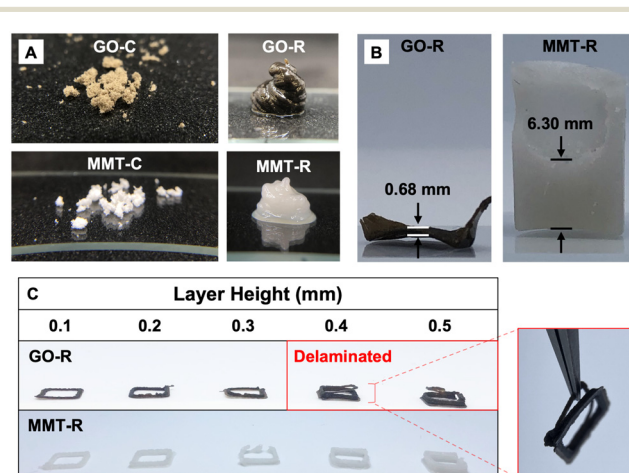 A
GO-C
GO-R
MMT-C
MMT-R
B
GO-R
MMT-R
0.68 mm
6.30 mm
C
Layer Height (mm)
0.1 0.2 0.3 0.4 0.5
GO-R
Delaminated
MMT-R